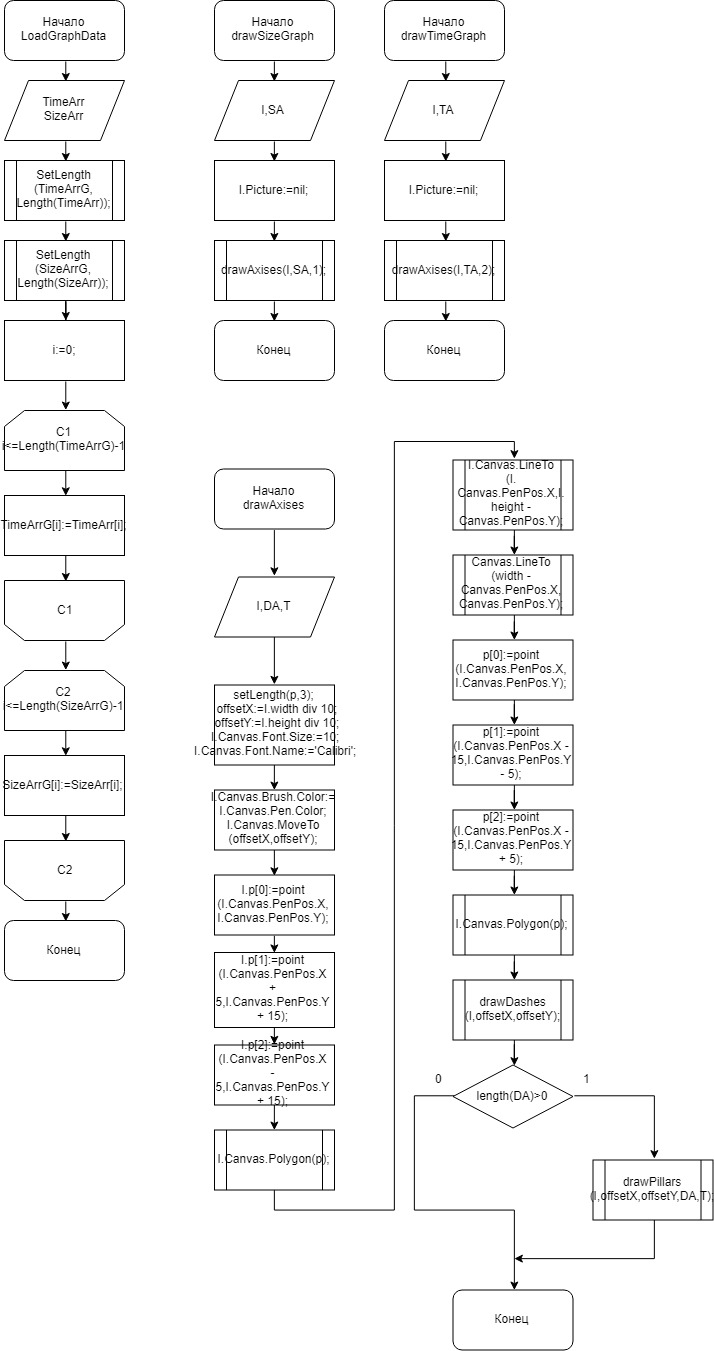 Начало
LoadGraphData
TimeArr
SizeArr
SetLength
(TimeArrG,
Length(TimeArr));
SetLength
(SizeArrG,
Length(SizeArr));
i:=0;
C1
i<=Length(TimeArrG)-1
TimeArrG[i]:=TimeArr[i];
C1
C2
i<=Length(SizeArrG)-1
SizeArrG[i]:=SizeArr[i];
C2
Конец
Начало
drawSizeGraph
I,SA
I.Picture:=nil;
drawAxises(I,SA,1);
Конец
Начало
drawTimeGraph
I,TA
I.Picture:=nil;
drawAxises(I,TA,2);
Конец
Начало
drawAxises
I,DA,T
setLength(p,3);
offsetX:=I.width div 10;
offsetY:=I.height div 10;
I.Canvas.Font.Size:=10;
I.Canvas.Font.Name:='Calibri';
I.Canvas.Brush.Color:=
I.Canvas.Pen.Color;
I.Canvas.MoveTo
(offsetX,offsetY);
I.p[0]:=point
(I.Canvas.PenPos.X,
I.Canvas.PenPos.Y);
I.p[1]:=point
(I.Canvas.PenPos.X
+
5,I.Canvas.PenPos.Y
+ 15);
I.p[2]:=point
(I.Canvas.PenPos.X
-
5,I.Canvas.PenPos.Y
+ 15);
I.Canvas.Polygon(p);
I.Canvas.LineTo
(I.
Canvas.PenPos.X,I.
height -
Canvas.PenPos.Y);
Canvas.LineTo
(width -
Canvas.PenPos.X,
Canvas.PenPos.Y);
p[0]:=point
(I.Canvas.PenPos.X,
I.Canvas.PenPos.Y);
p[1]:=point
(I.Canvas.PenPos.X -
15,I.Canvas.PenPos.Y
- 5);
p[2]:=point
(I.Canvas.PenPos.X -
15,I.Canvas.PenPos.Y
+ 5);
I.Canvas.Polygon(p);
drawDashes
(I,offsetX,offsetY);
0
1
length(DA)>0
drawPillars
(I,offsetX,offsetY,DA,T);
Конец